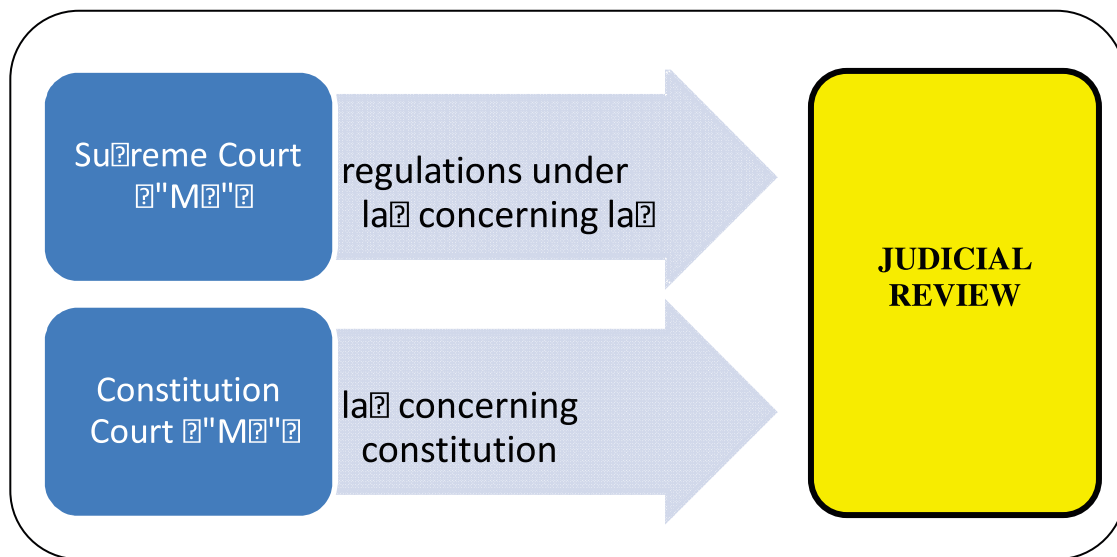 Su⍰reme Court
⍰"M⍰"⍰
regulations under
la⍰ concerning la⍰
JUDICIAL
REVIEW
Constitution
Court ⍰"M⍰"⍰
la⍰ concerning
constitution